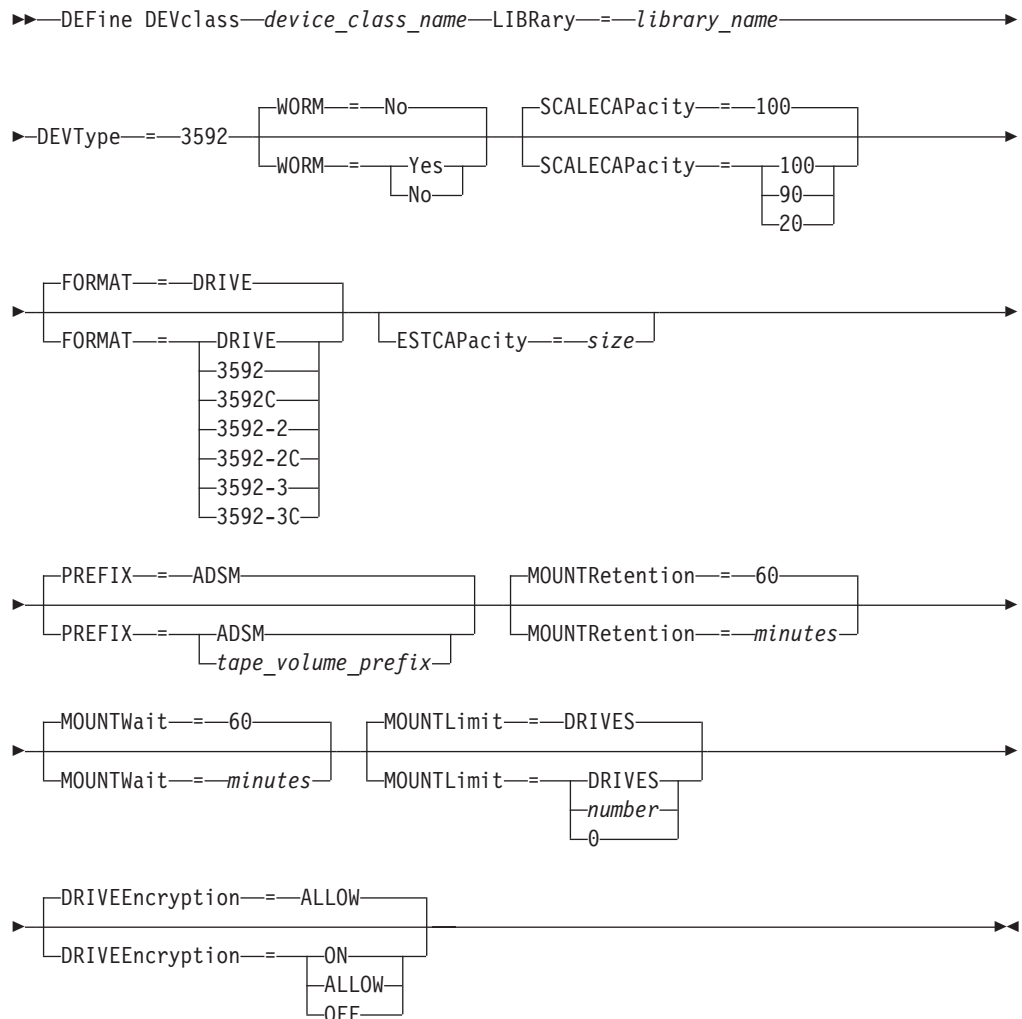 DEFine DEVclass device_class_name LIBRary = library_name
WORM = No SCALECAPacity = 100
DEVType = 3592
WORM = Yes SCALECAPacity = 100
No 90
20
FORMAT = DRIVE
FORMAT = DRIVE ESTCAPacity = size
3592
3592C
3592-2
3592-2C
3592-3
3592-3C
PREFIX = ADSM MOUNTRetention = 60
PREFIX = ADSM MOUNTRetention = minutes
tape_volume_prefix
MOUNTWait = 60 MOUNTLimit = DRIVES
MOUNTWait = minutes MOUNTLimit = DRIVES
number
0
DRIVEEncryption = ALLOW
DRIVEEncryption = ON
ALLOW
OFF